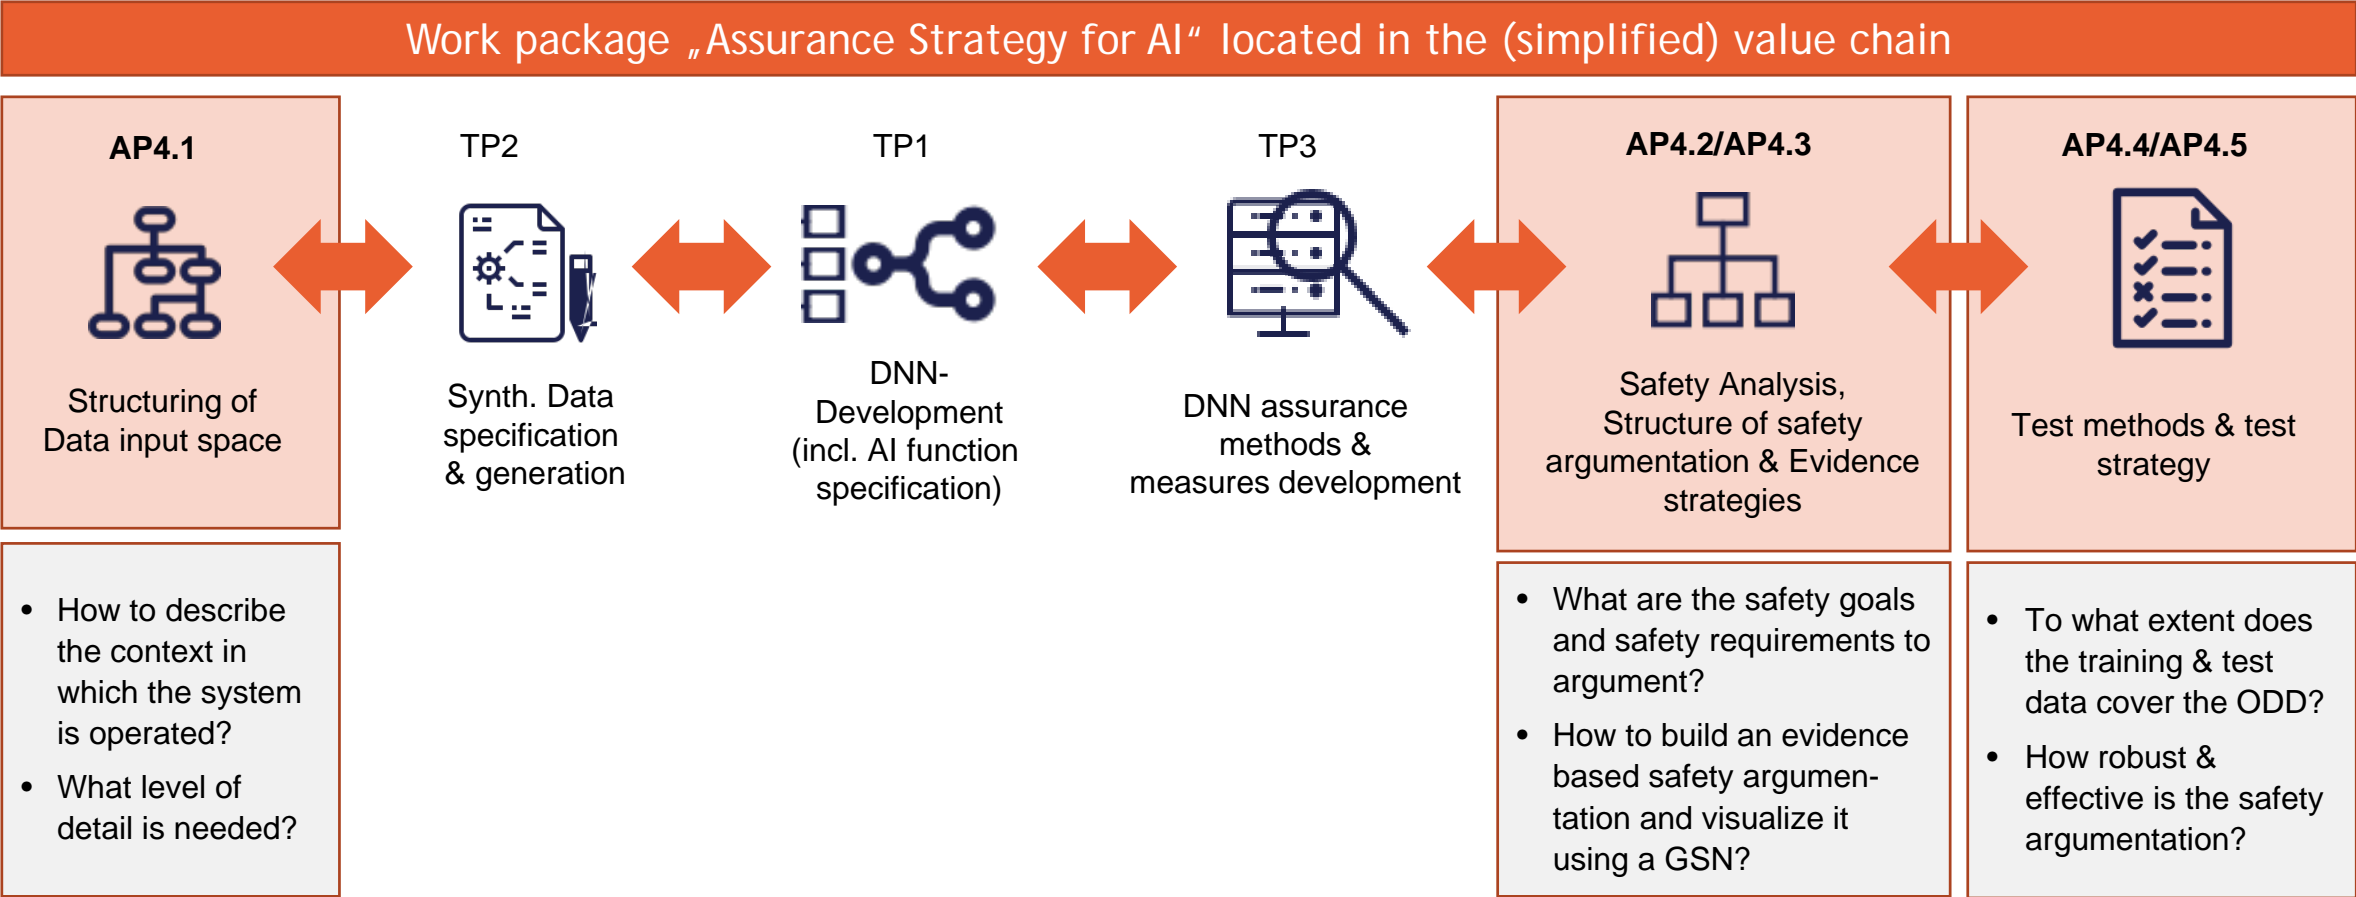 Work package „Assurance Strategy for AI“ located in the (simplified) value chain
AP4.1
Structuring of
Data input space
TP2
Synth. Data
specification
& generation
TP1
DNN-
Development
(incl. AI function
specification)
TP3
DNN assurance
methods &
measures development
AP4.2/AP4.3
Safety Analysis,
Structure of safety
argumentation & Evidence
strategies
AP4.4/AP4.5
Test methods & test
strategy
• How to describe
the context in
which the system
is operated?
• What level of
detail is needed?
• What are the safety goals
and safety requirements to
argument?
• How to build an evidence
based safety argumen-
tation and visualize it
using a GSN?
• To what extent does
the training & test
data cover the ODD?
• How robust &
effective is the safety
argumentation?